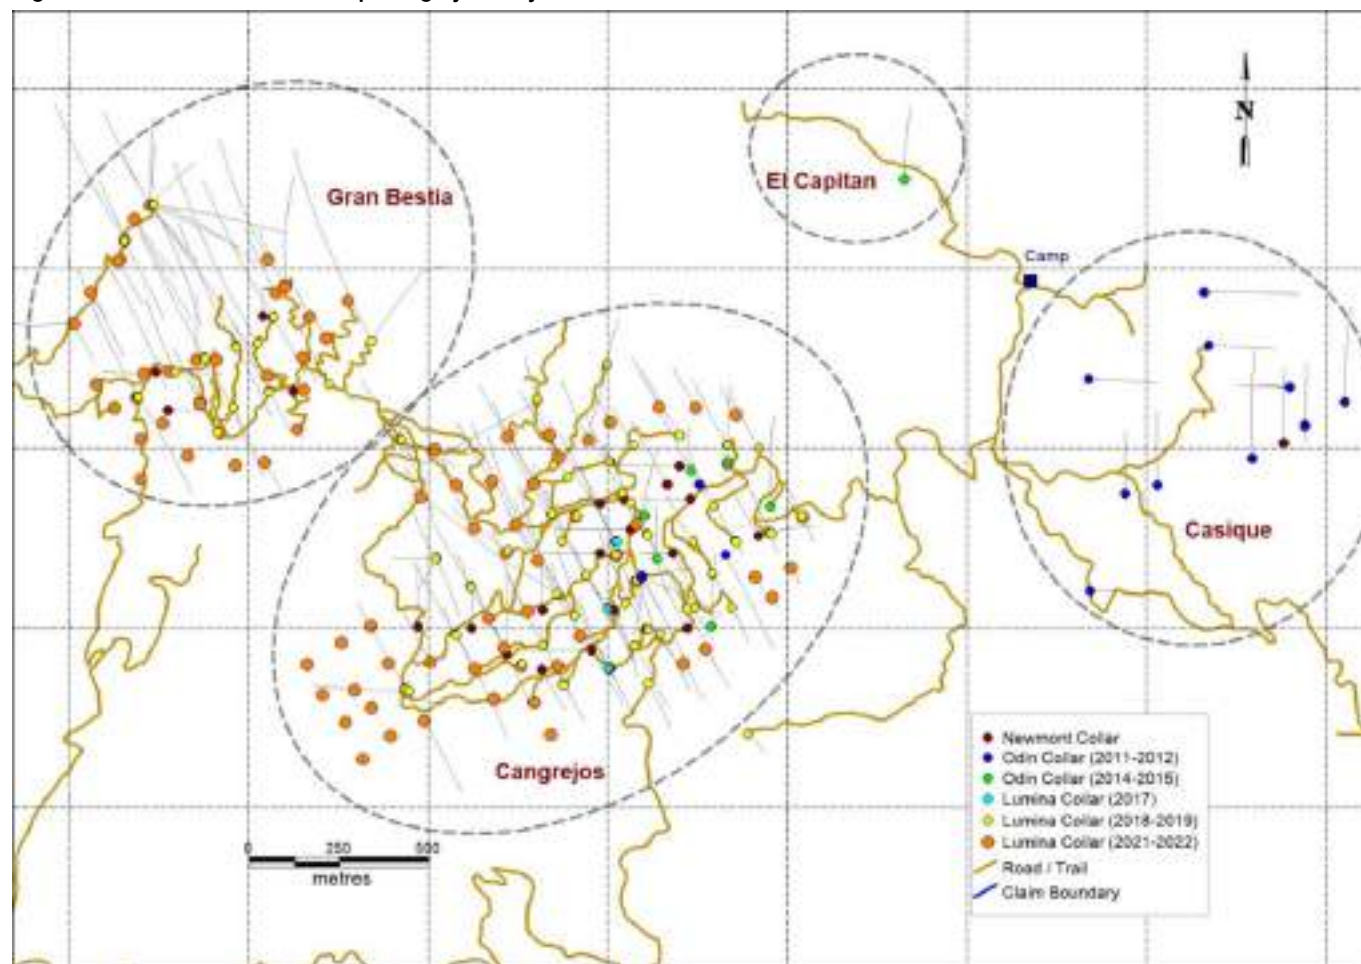 N
Gran Bestia
El Capitan
Camp
Casique
Cangrejos
0 250 500
metres
Newmont Collar
Odin Collar (2011-2012)
Odin Collar (2014-2015)
Lumina Collar (2017)
Lumina Collar (2018-2019)
Lumina Collar (2021-2022)
Road / Trail
Claim Boundary